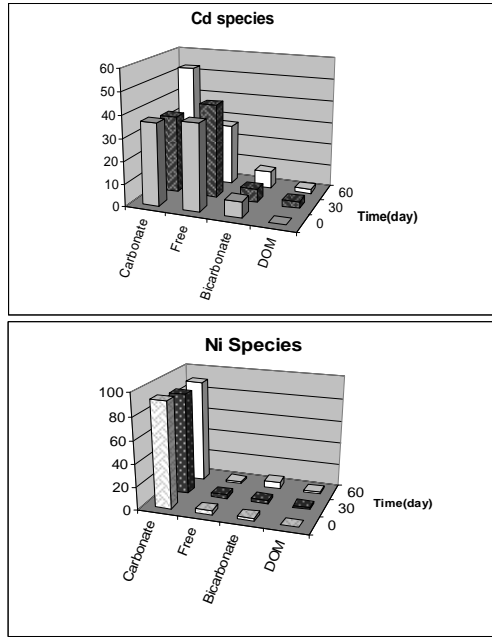 Cd species
60
50
40
30
20
10
0
Carbonate
Free
Bicarbonate
DOM
0
30
60
Time(day)
Ni Species
100
80
60
40
20
0
Carbonate
Free
Bicarbonate
DOM
0
30
60
Time(day)